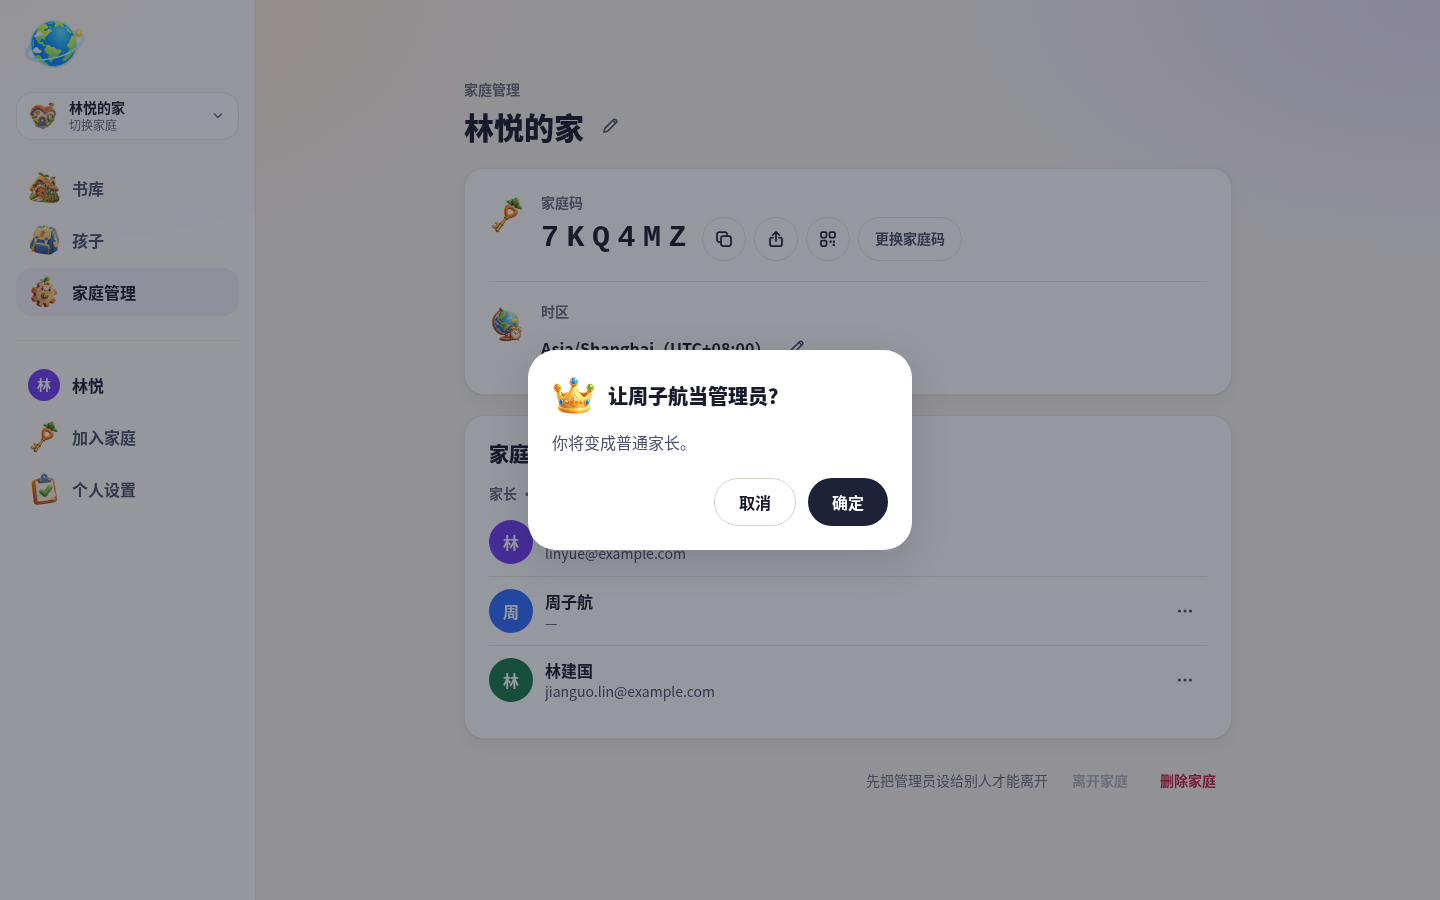 林悦的家
切换家庭
书库
孩子
家庭管理
林
林悦
加入家庭
个人设置
家庭管理
林悦的家
家庭码
7KQ4MZ
更换家庭码
时区
Asia/Shanghai（UTC+08:00）
让周子航当管理员？
你将变成普通家长。
取消
确定
家庭
家长
林
linyue@example.com
周
周子航
—
林
林建国
jianguo.lin@example.com
先把管理员设给别人才能离开
离开家庭
删除家庭